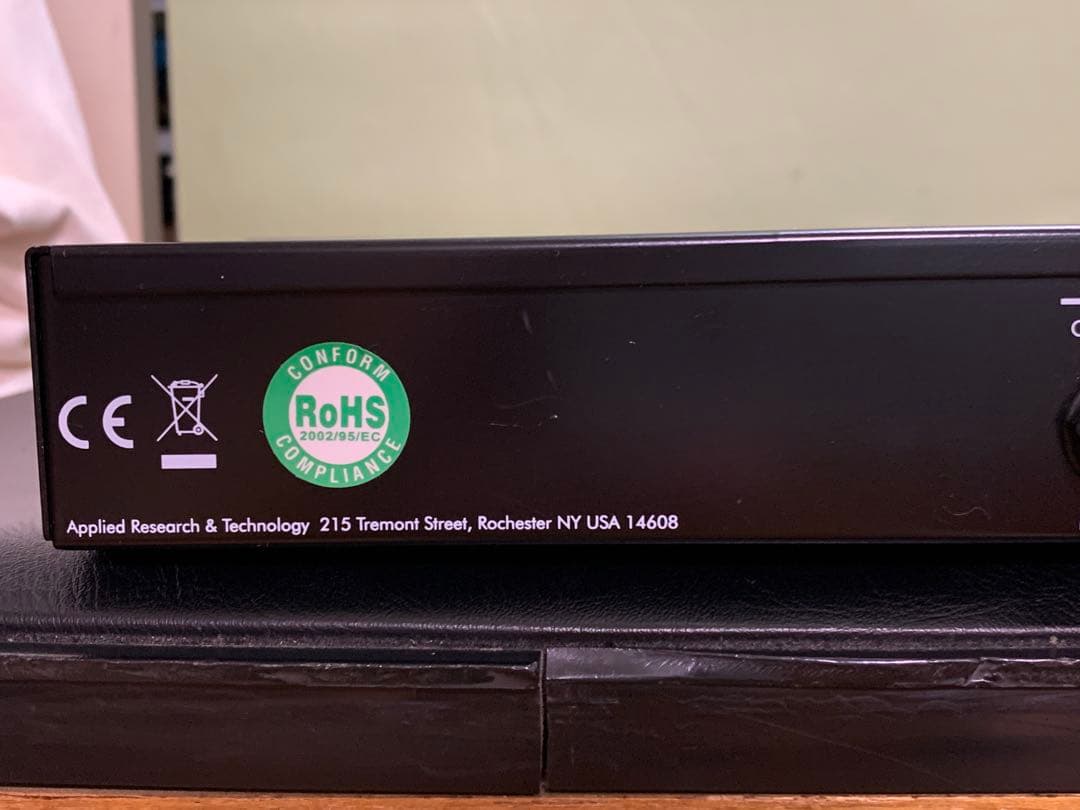 CE
CONFORM
RoHS
2002/95/EC
COMPLIANCE
Applied Research & Technology 215 Tremont Street, Rochester NY USA 14608